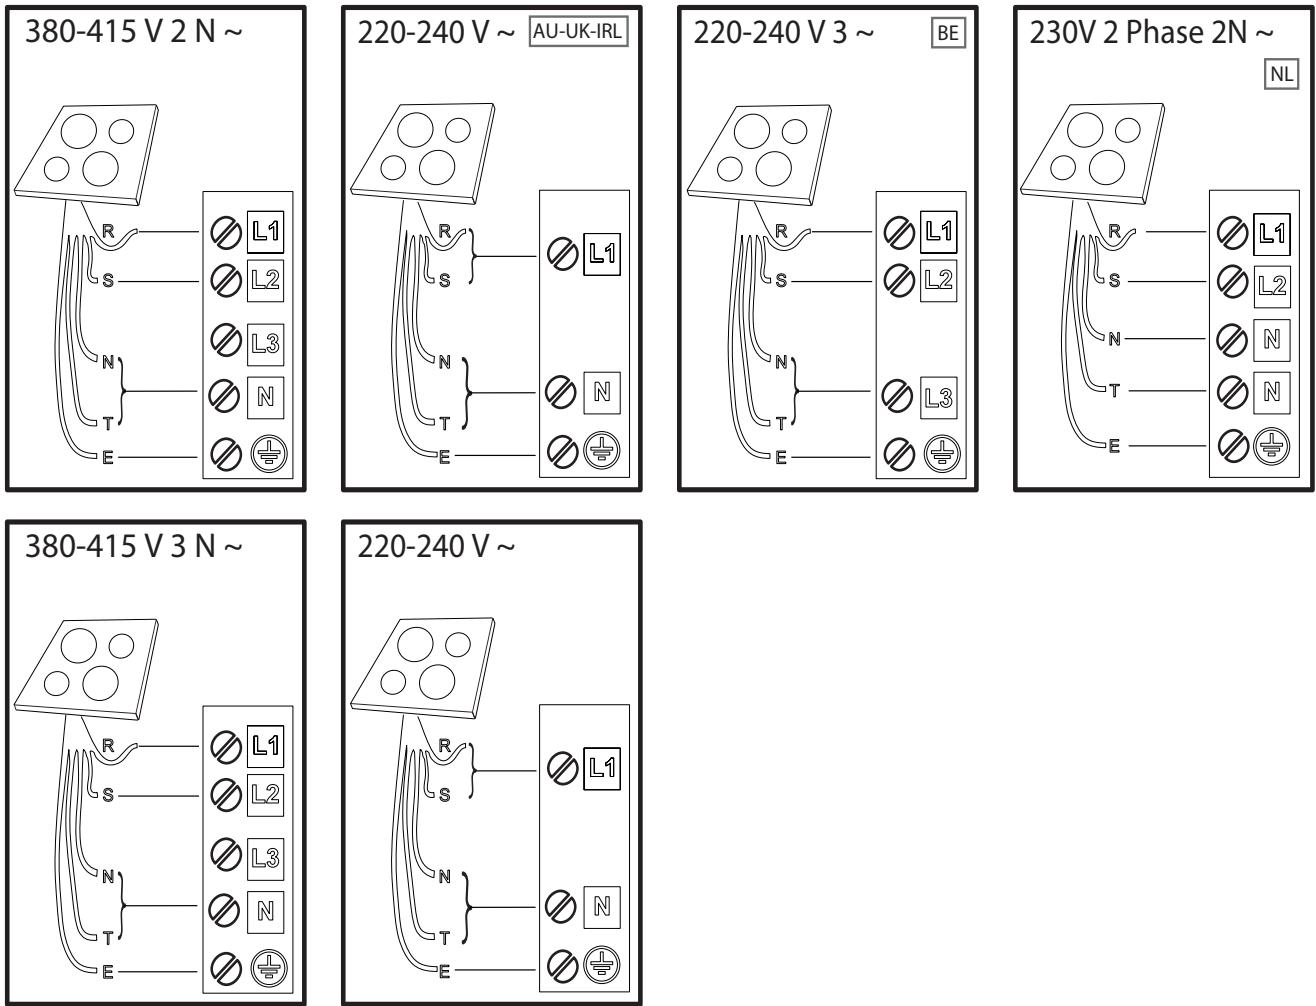 380-415 V 2 N ~
R L1
S L2
L3
N
N
T
E
220-240 V ~ AU-UK-IRL
R
L1
S
N
N
T
E
220-240 V 3 ~ BE
R L1
S L2
N
L3
T
E
230V 2 Phase 2N ~
NL
R L1
S L2
N N
T N
E
380-415 V 3 N ~
R L1
S L2
L3
N
N
T
E
220-240 V ~
R
L1
S
N
N
T
E